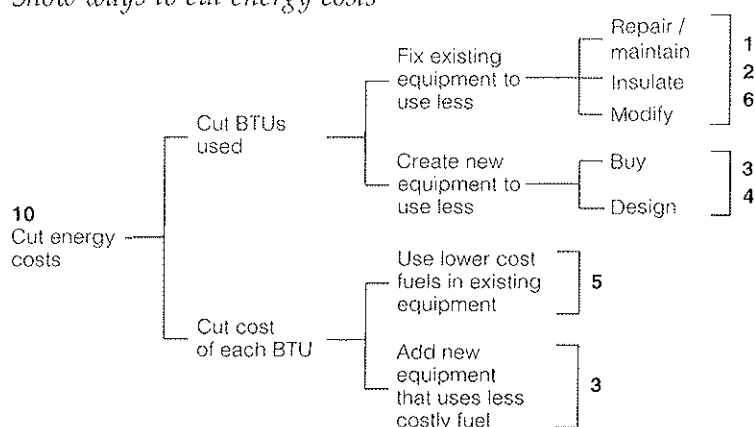 Show ways to cut energy costs
Repair /
maintain
Insulate
Modify
1
2
6
Fix existing
equipment to
use less
Cut BTUs
used
Create new
equipment to
use less
Buy
Design
3
4
10
Cut energy
costs
Use lower cost
fuels in existing
equipment
5
Cut cost
of each BTU
Add new
equipment
that uses less
costly fuel
3